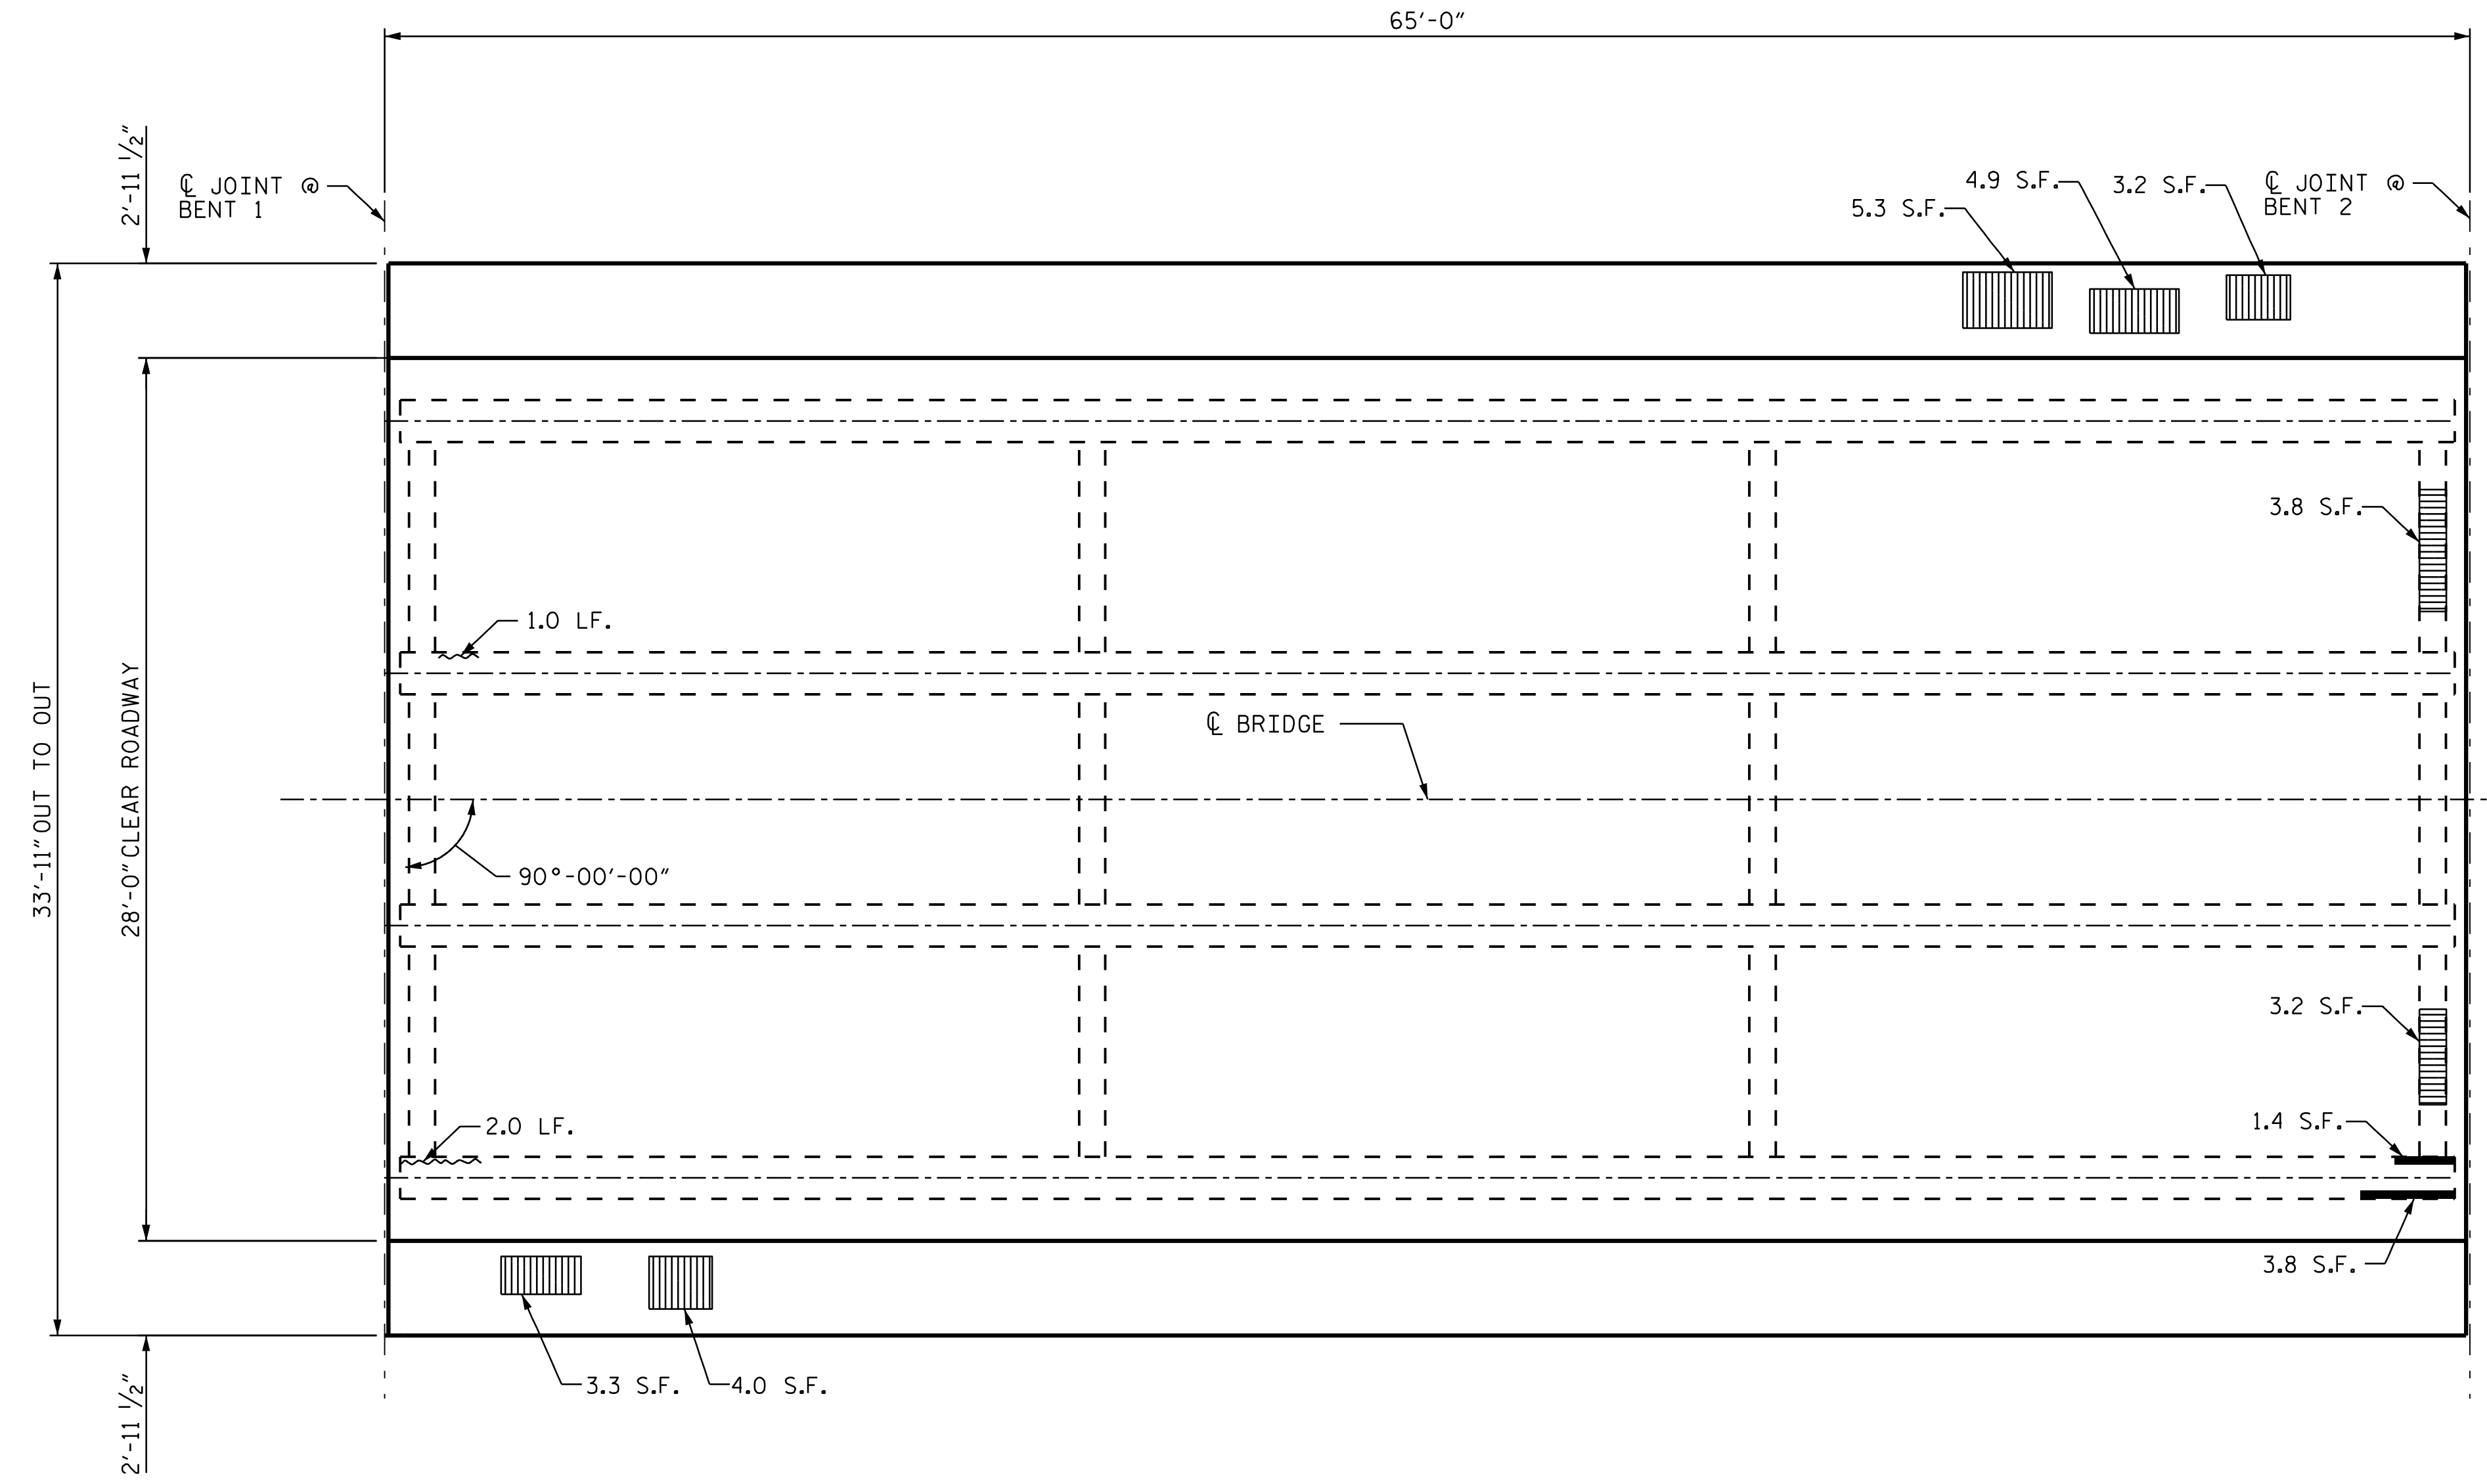 65'-0"
2'-11 1/2"
℄ JOINT @
BENT 1
5.3 S.F.
4.9 S.F.
3.2 S.F.
℄ JOINT @
BENT 2
3.8 S.F.
1.0 LF.
33'-11" OUT TO OUT
28'-0" CLEAR ROADWAY
℄ BRIDGE
90°-00'-00"
3.2 S.F.
2.0 LF.
1.4 S.F.
3.8 S.F.
3.3 S.F.
4.0 S.F.
2'-11 1/2"